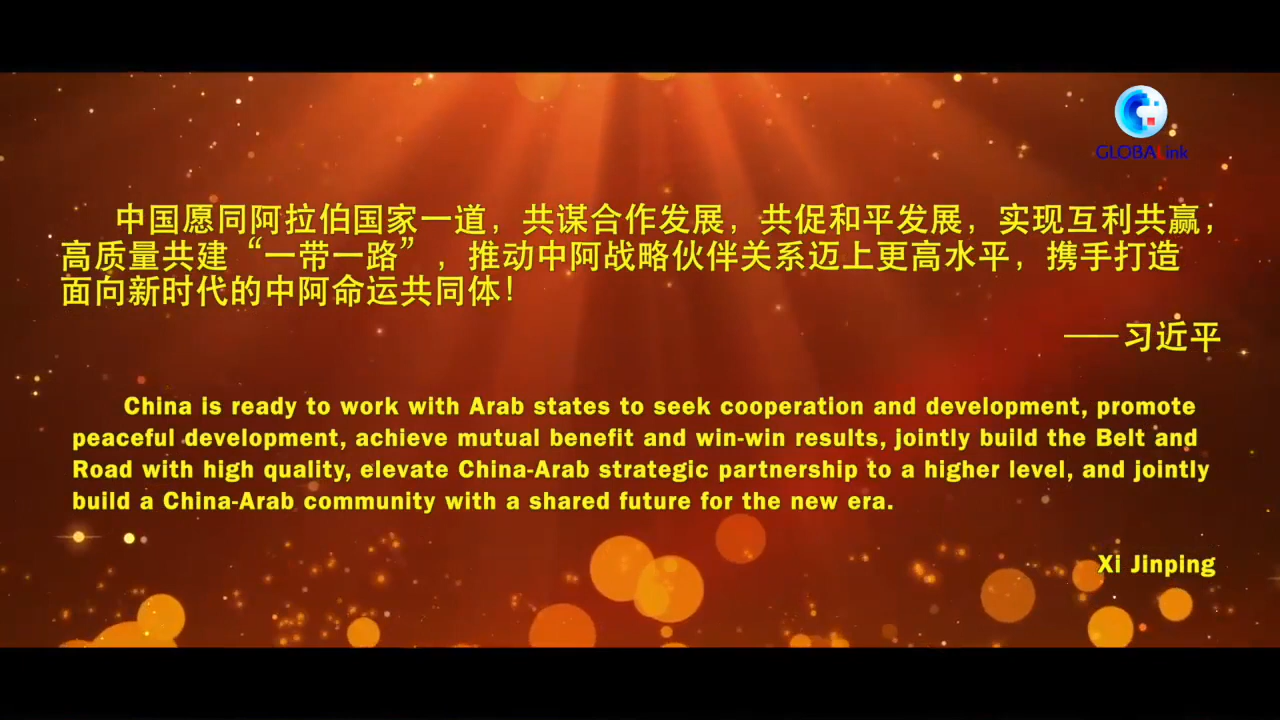 GLOBALink
中国愿同阿拉伯国家一道，共谋合作发展，共促和平发展，实现互利共赢，
高质量共建“一带一路”，推动中阿战略伙伴关系迈上更高水平，携手打造
面向新时代的中阿命运共同体！
——习近平
China is ready to work with Arab states to seek cooperation and development, promote
peaceful development, achieve mutual benefit and win-win results, jointly build the Belt and
Road with high quality, elevate China-Arab strategic partnership to a higher level, and jointly
build a China-Arab community with a shared future for the new era.
Xi Jinping